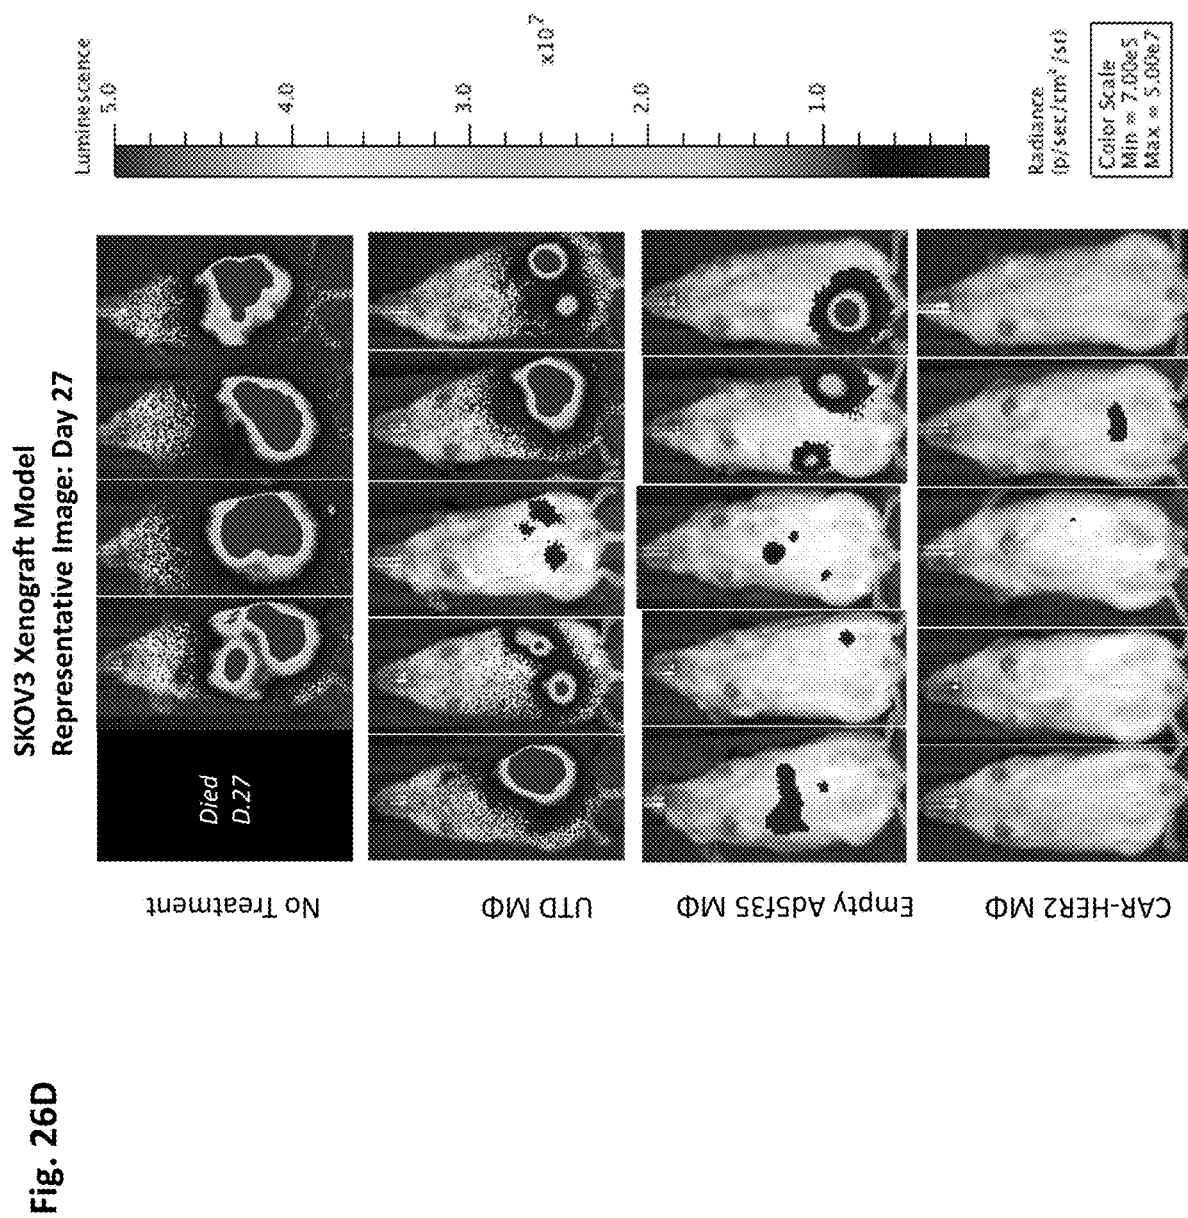 Fig. 26D
SKOV3 Xenograft Model
Representative Image: Day 27
No Treatment
UTD MΦ
Empty Ad5f35 MΦ
CAR-HER2 MΦ
Died
D.27
Luminescence
5.0
4.0
3.0
2.0
1.0
x10⁷
Radiance
(p/sec/cm²/sr)
Color Scale
Min = 7.00e5
Max = 5.00e7